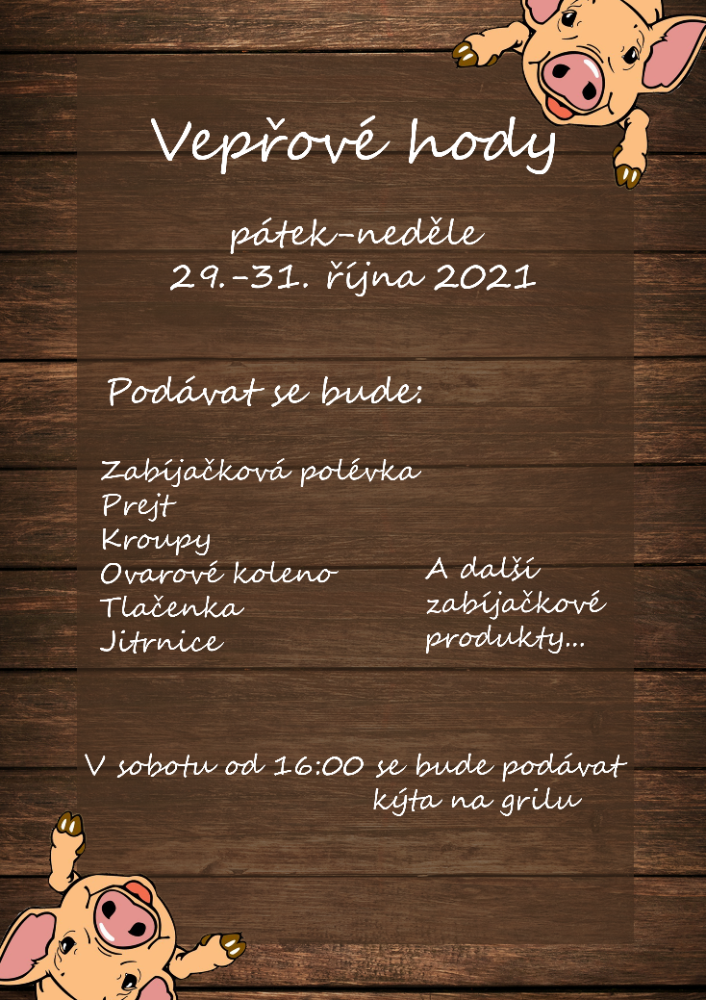 Vepřové hody
pátek-neděle
29.-31. října 2021
Podávat se bude:
Zabíjačková polévka
Prejt
Kroupy
Ovarové koleno
Tlačenka
Jitrnice
A další
zabíjačkové
produkty...
V sobotu od 16:00 se bude podávat
kýta na grilu